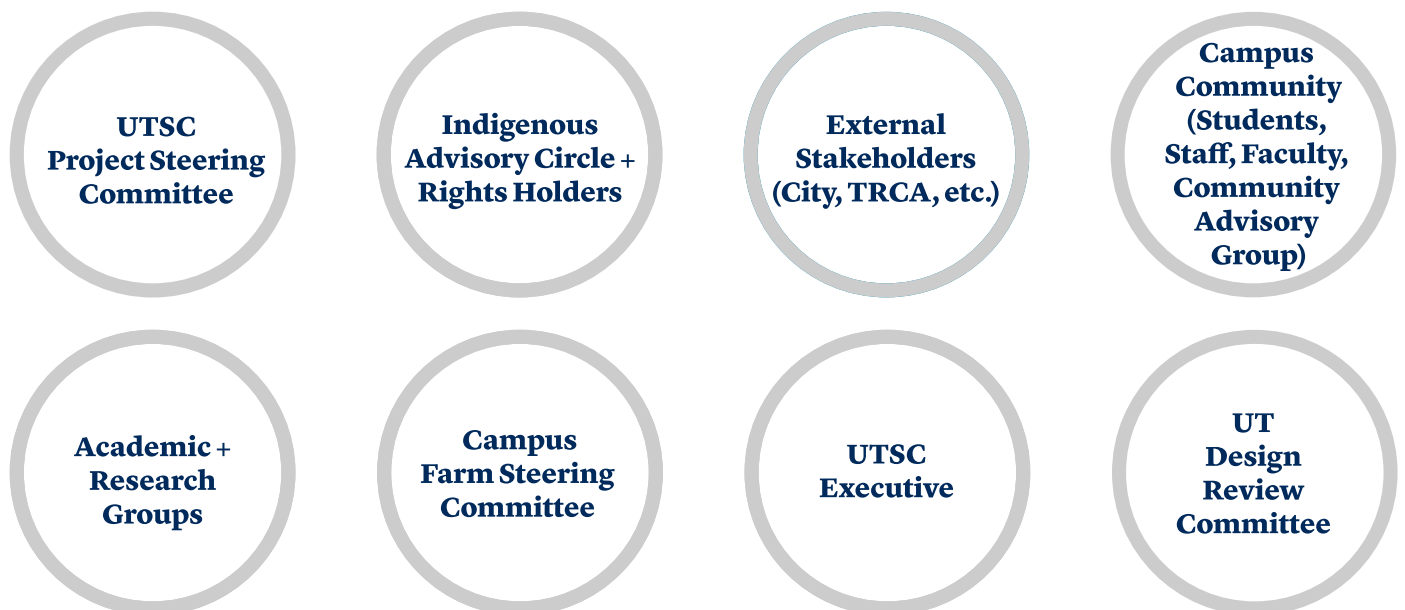 UTSC
Project Steering
Committee
Indigenous
Advisory Circle +
Rights Holders
External
Stakeholders
(City, TRCA, etc.)
Campus
Community
(Students,
Staff, Faculty,
Community
Advisory
Group)
Academic +
Research
Groups
Campus
Farm Steering
Committee
UTSC
Executive
UT
Design
Review
Committee